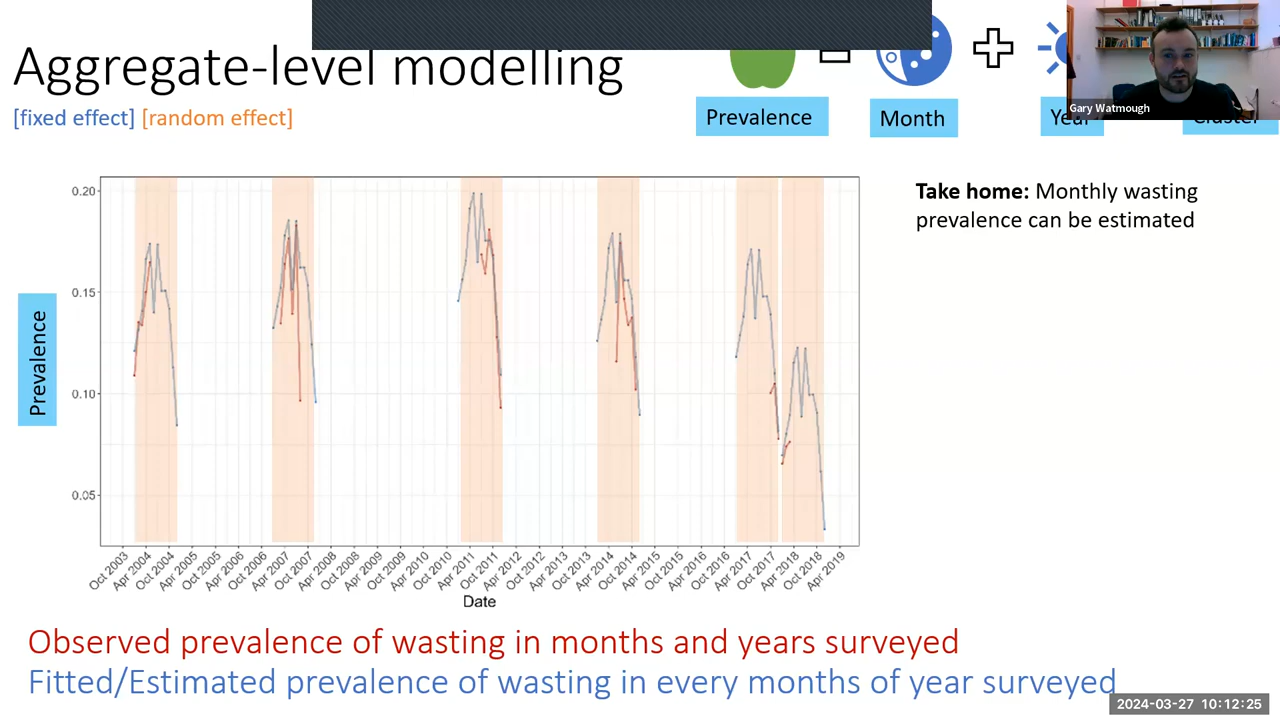 Aggregate-level modelling
[fixed effect] [random effect]
Prevalence
Month
Year
Cluster
Gary Watmough
Take home: Monthly wasting
prevalence can be estimated
Prevalence
0.20
0.15
0.10
0.05
Oct 2003
Apr 2004
Oct 2004
Apr 2005
Oct 2005
Apr 2006
Oct 2006
Apr 2007
Oct 2007
Apr 2008
Oct 2008
Apr 2009
Oct 2009
Apr 2010
Oct 2010
Apr 2011
Oct 2011
Apr 2012
Oct 2012
Apr 2013
Oct 2013
Apr 2014
Oct 2014
Apr 2015
Oct 2015
Apr 2016
Oct 2016
Apr 2017
Oct 2017
Apr 2018
Oct 2018
Apr 2019
Date
Observed prevalence of wasting in months and years surveyed
Fitted/Estimated prevalence of wasting in every months of year surveyed
2024-03-27 10:12:25